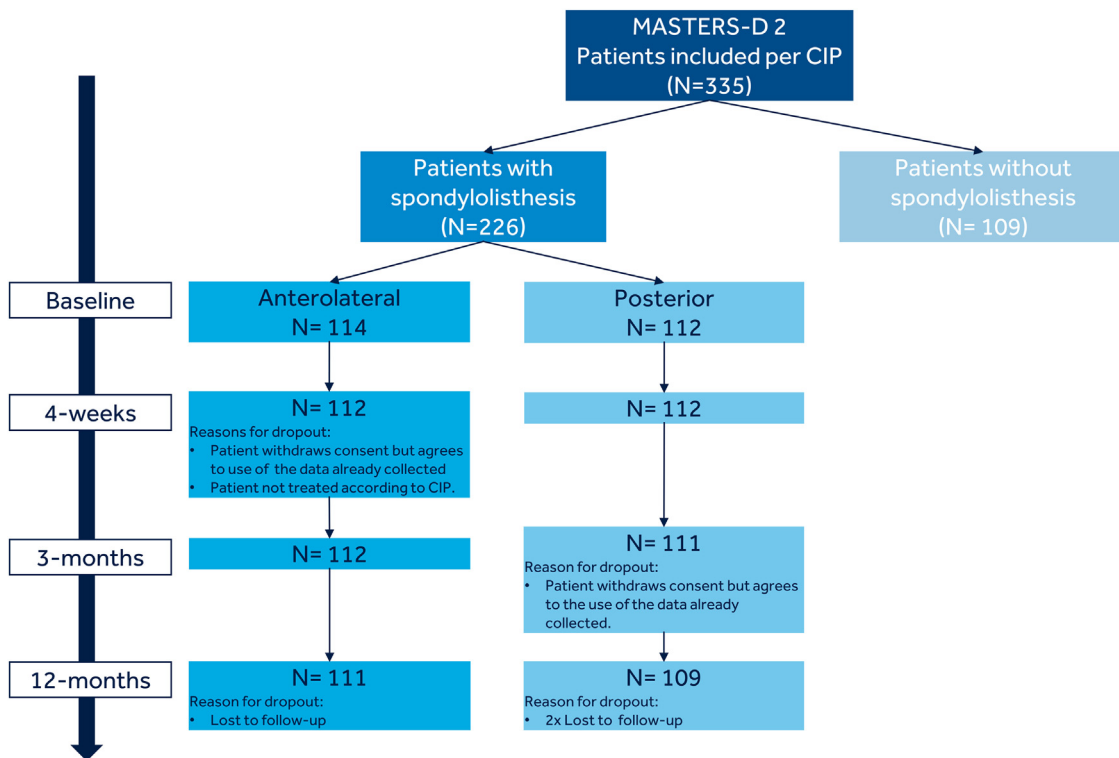 MASTERS-D 2
Patients included per CIP
(N=335)
Patients with
spondylolisthesis
(N=226)
Patients without
spondylolisthesis
(N= 109)
Baseline
Anterolateral
N= 114
Posterior
N= 112
4-weeks
N= 112
Reasons for dropout:
• Patient withdraws consent but agrees
to use of the data already collected
• Patient not treated according to CIP.
N= 112
3-months
N= 112
N= 111
Reason for dropout:
• Patient withdraws consent but agrees
to the use of the data already
collected.
12-months
N= 111
Reason for dropout:
• Lost to follow-up
N= 109
Reason for dropout:
• 2x Lost to follow-up